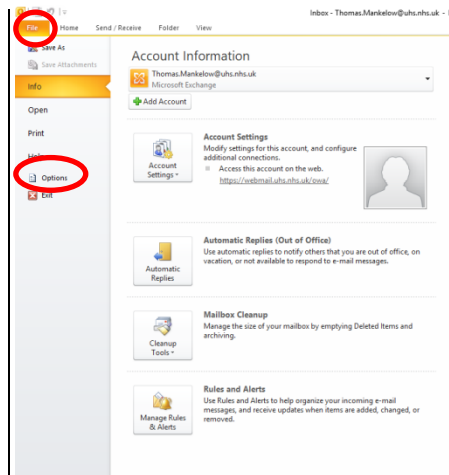 Inbox - Thomas.Mankelow@uhs.nhs.uk -
File Home Send / Receive Folder View
Save As
Save Attachments
Info
Open
Print
Help
Options
Exit
Account Information
Thomas.Mankelow@uhs.nhs.uk
Microsoft Exchange
Add Account
Account Settings
Account Settings
Modify settings for this account, and configure
additional connections.
Access this account on the web.
https://webmail.uhs.nhs.uk/owa/
Automatic Replies
Automatic Replies (Out of Office)
Use automatic replies to notify others that you are out of office, on
vacation, or not available to respond to e-mail messages.
Cleanup Tools
Mailbox Cleanup
Manage the size of your mailbox by emptying Deleted Items and
archiving.
Manage Rules & Alerts
Rules and Alerts
Use Rules and Alerts to help organize your incoming e-mail
messages, and receive updates when items are added, changed, or
removed.